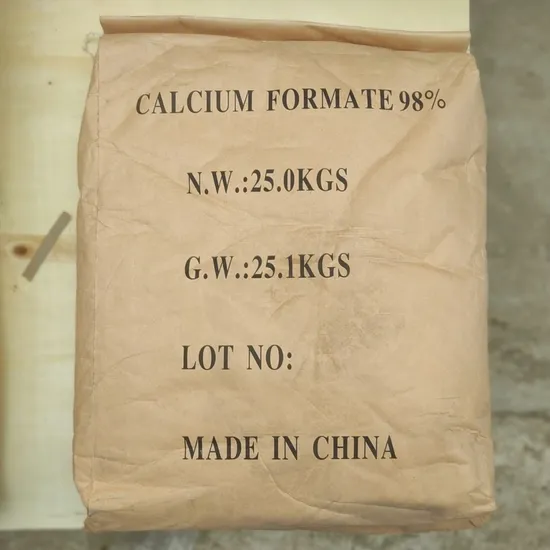 CALCIUM FORMATE 98%
N.W.:25.0KGS
G.W.:25.1KGS
LOT NO:
MADE IN CHINA